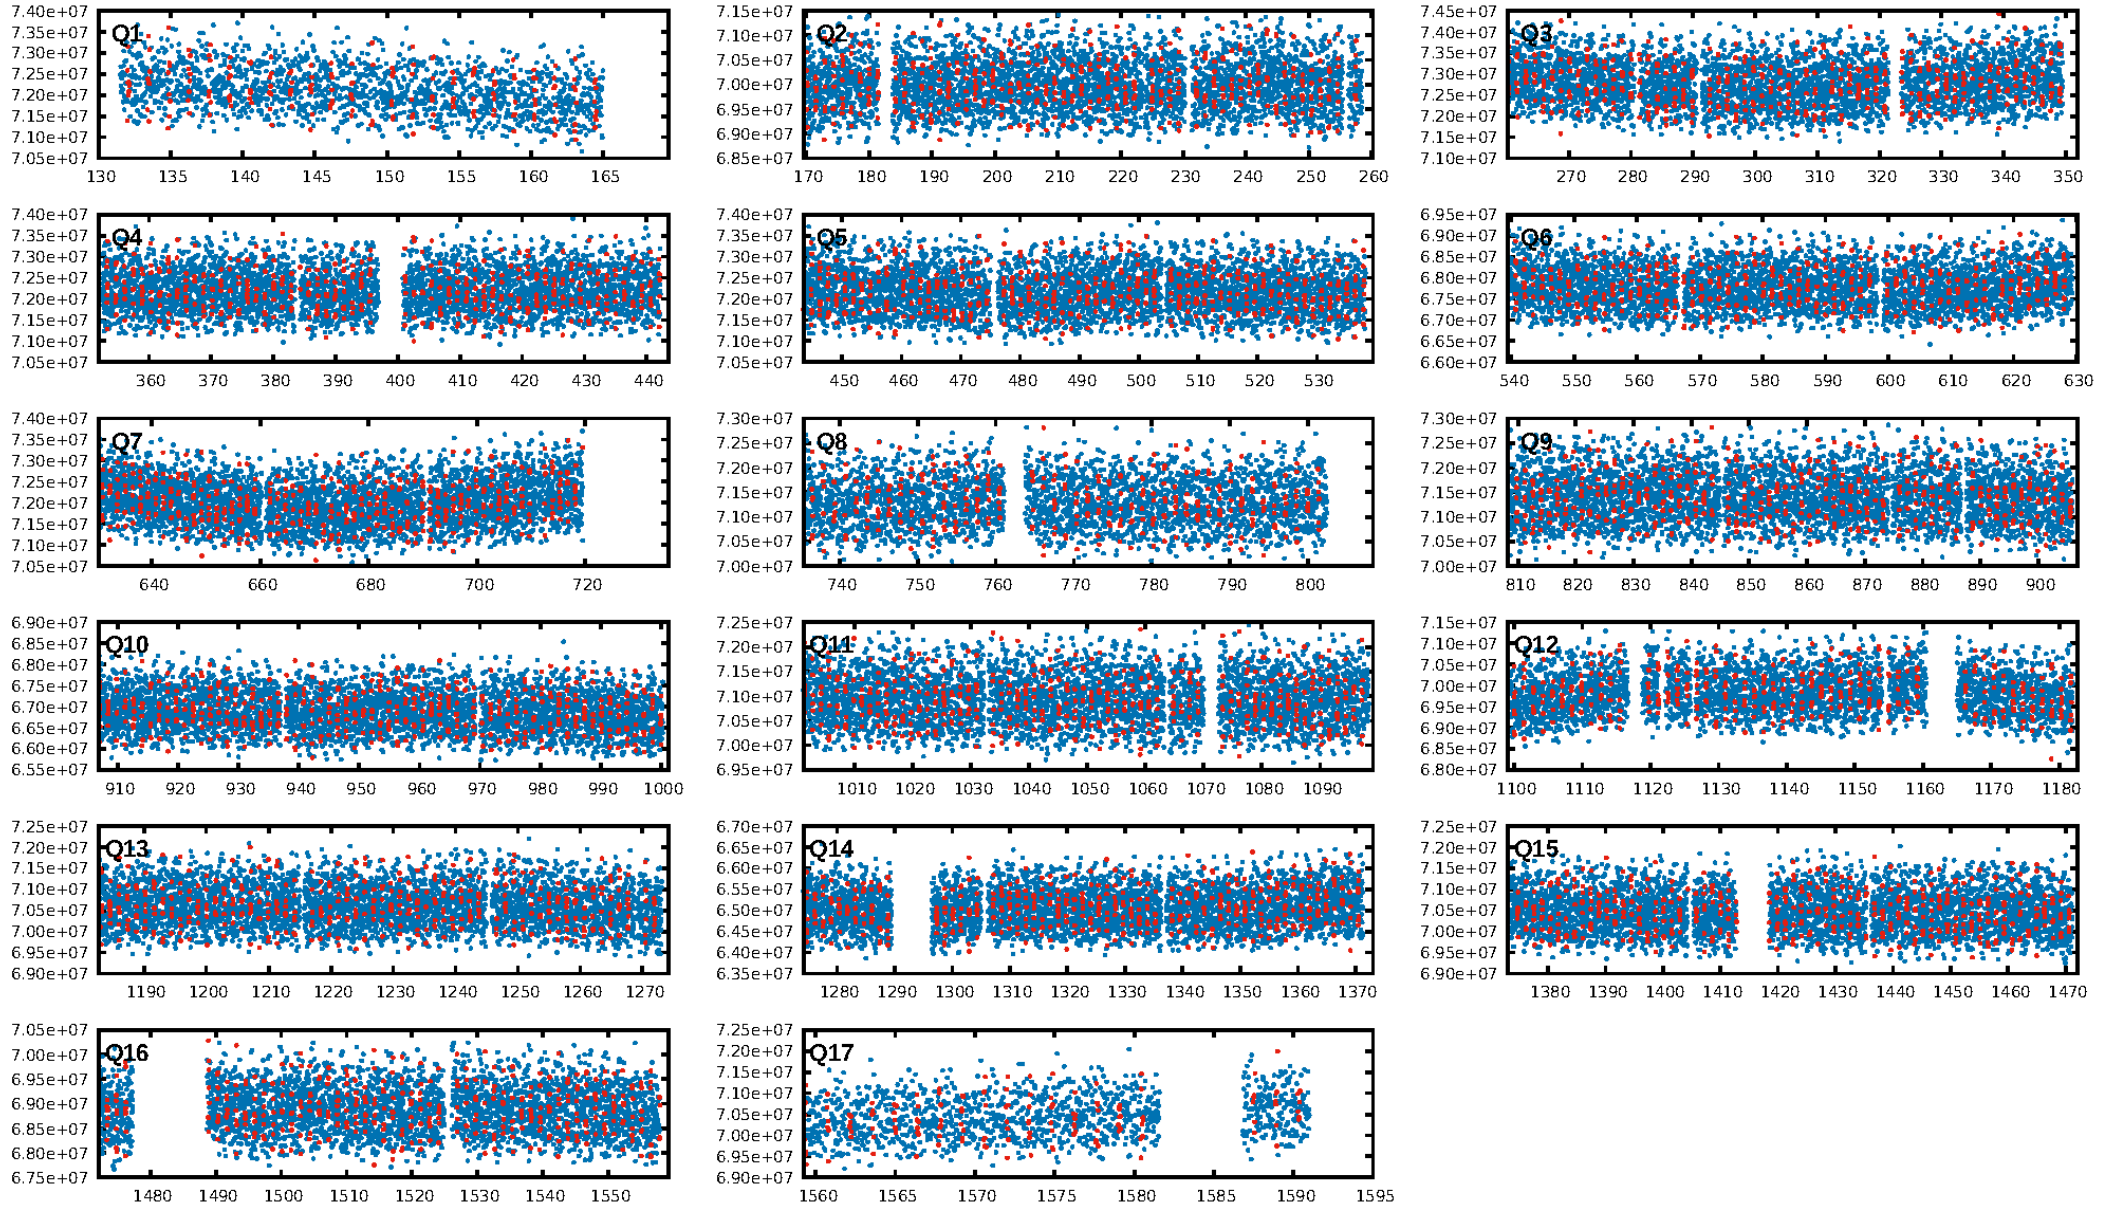 7.40e+07 7.35e+07 7.30e+07 7.25e+07 7.20e+07 7.15e+07 7.10e+07 7.05e+07
Q1
130 135 140 145 150 155 160 165
7.15e+07 7.10e+07 7.05e+07 7.00e+07 6.95e+07 6.90e+07 6.85e+07
Q2
170 180 190 200 210 220 230 240 250 260
7.45e+07 7.40e+07 7.35e+07 7.30e+07 7.25e+07 7.20e+07 7.15e+07 7.10e+07
Q3
270 280 290 300 310 320 330 340 350
7.40e+07 7.35e+07 7.30e+07 7.25e+07 7.20e+07 7.15e+07 7.10e+07 7.05e+07
Q4
360 370 380 390 400 410 420 430 440
7.40e+07 7.35e+07 7.30e+07 7.25e+07 7.20e+07 7.15e+07 7.10e+07 7.05e+07
Q5
450 460 470 480 490 500 510 520 530
6.95e+07 6.90e+07 6.85e+07 6.80e+07 6.75e+07 6.70e+07 6.65e+07 6.60e+07
Q6
540 550 560 570 580 590 600 610 620 630
7.40e+07 7.35e+07 7.30e+07 7.25e+07 7.20e+07 7.15e+07 7.10e+07 7.05e+07
Q7
640 660 680 700 720
7.30e+07 7.25e+07 7.20e+07 7.15e+07 7.10e+07 7.05e+07 7.00e+07
Q8
740 750 760 770 780 790 800
7.30e+07 7.25e+07 7.20e+07 7.15e+07 7.10e+07 7.05e+07 7.00e+07
Q9
810 820 830 840 850 860 870 880 890 900
6.90e+07 6.85e+07 6.80e+07 6.75e+07 6.70e+07 6.65e+07 6.60e+07 6.55e+07
Q10
910 920 930 940 950 960 970 980 990 1000
7.25e+07 7.20e+07 7.15e+07 7.10e+07 7.05e+07 7.00e+07 6.95e+07
Q11
1010 1020 1030 1040 1050 1060 1070 1080 1090
7.15e+07 7.10e+07 7.05e+07 7.00e+07 6.95e+07 6.90e+07 6.85e+07 6.80e+07
Q12
1100 1110 1120 1130 1140 1150 1160 1170 1180
7.25e+07 7.20e+07 7.15e+07 7.10e+07 7.05e+07 7.00e+07 6.95e+07 6.90e+07
Q13
1190 1200 1210 1220 1230 1240 1250 1260 1270
6.70e+07 6.65e+07 6.60e+07 6.55e+07 6.50e+07 6.45e+07 6.40e+07 6.35e+07
Q14
1280 1290 1300 1310 1320 1330 1340 1350 1360 1370
7.25e+07 7.20e+07 7.15e+07 7.10e+07 7.05e+07 7.00e+07 6.95e+07 6.90e+07
Q15
1380 1390 1400 1410 1420 1430 1440 1450 1460 1470
7.05e+07 7.00e+07 6.95e+07 6.90e+07 6.85e+07 6.80e+07 6.75e+07
Q16
1480 1490 1500 1510 1520 1530 1540 1550
7.25e+07 7.20e+07 7.15e+07 7.10e+07 7.05e+07 7.00e+07 6.95e+07 6.90e+07
Q17
1560 1565 1570 1575 1580 1585 1590 1595